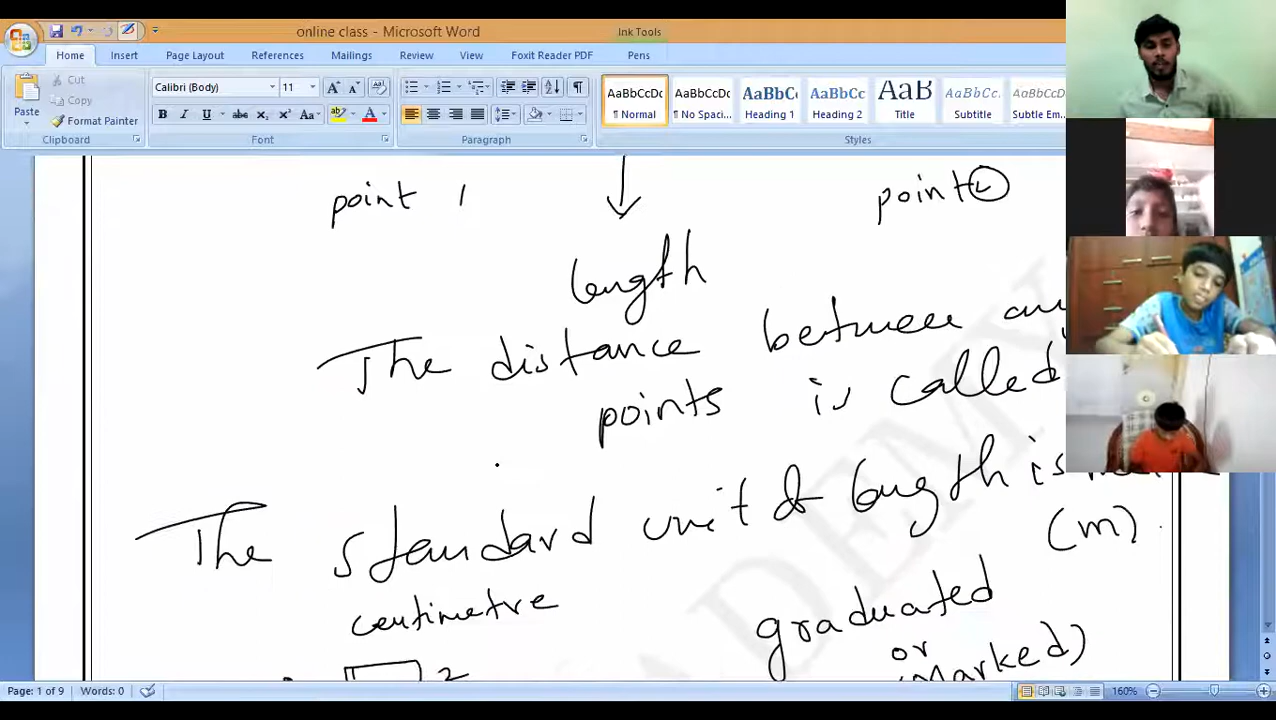 online class - Microsoft Word
Ink Tools
Home Insert Page Layout References Mailings Review View Foxit Reader PDF Pens
Paste
Cut
Copy
Format Painter
Clipboard
Calibri (Body) 11
Font
Paragraph
AaBbCcDc AaBbCcDc AaBbC AaBbCc AaB AaBbCc. AaBbCcDc
¶ Normal ¶ No Spaci... Heading 1 Heading 2 Title Subtitle Subtle Em...
Styles
point 1
point 2
length
The distance between
points is called
The standard unit of length is
(m)
centimetre
graduated
or
(marked)
2
DEMY
Page: 1 of 9 Words: 0
160%